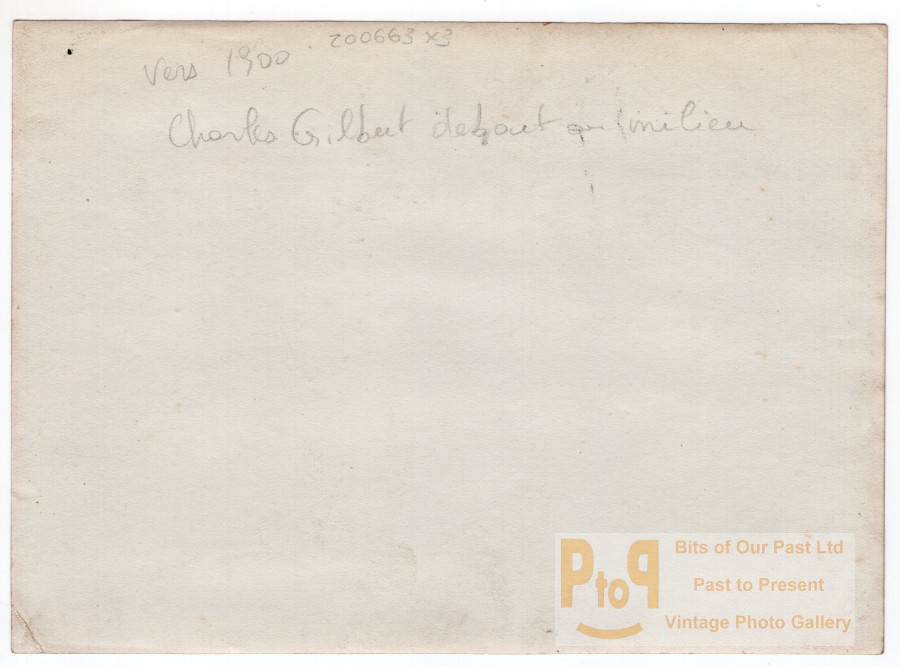 200663 x3
Vers 1900
Charles Gilbert debout au milieu
PtoP
Bits of Our Past Ltd
Past to Present
Vintage Photo Gallery